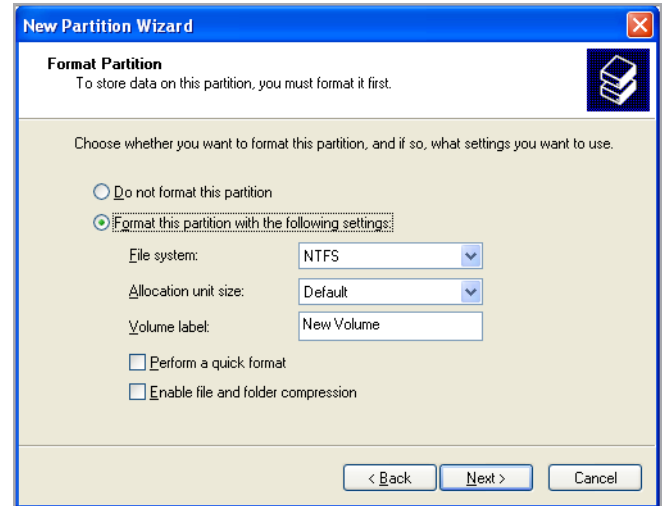 New Partition Wizard
Format Partition
To store data on this partition, you must format it first.
Choose whether you want to format this partition, and if so, what settings you want to use.
Do not format this partition
Format this partition with the following settings:
File system: NTFS
Allocation unit size: Default
Volume label: New Volume
Perform a quick format
Enable file and folder compression
< Back Next > Cancel